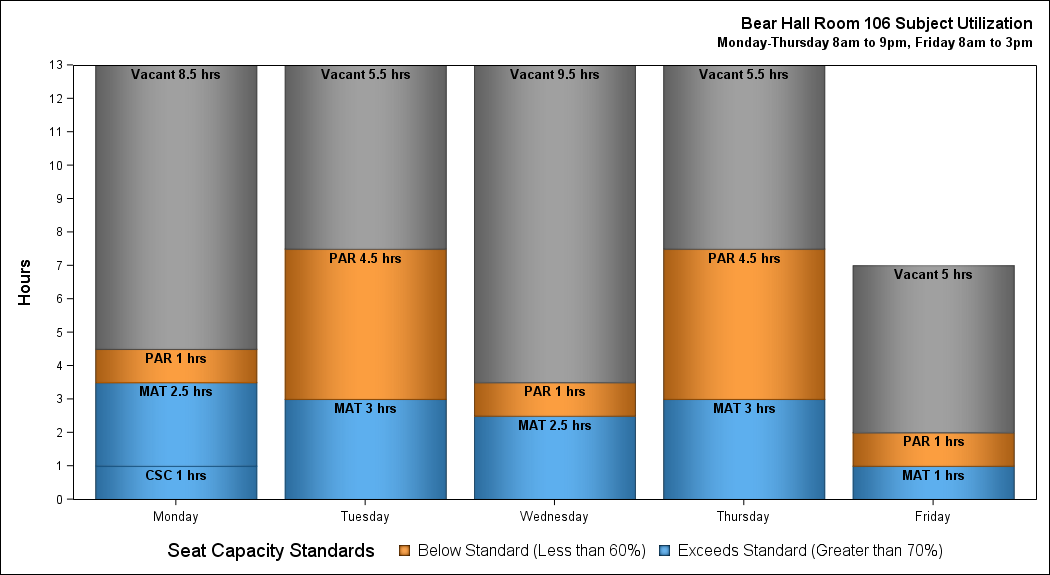 Bear Hall Room 106 Subject Utilization
Monday-Thursday 8am to 9pm, Friday 8am to 3pm
Hours
13
12
11
10
9
8
7
6
5
4
3
2
1
0
Vacant 8.5 hrs
PAR 1 hrs
MAT 2.5 hrs
CSC 1 hrs
Vacant 5.5 hrs
PAR 4.5 hrs
MAT 3 hrs
Vacant 9.5 hrs
PAR 1 hrs
MAT 2.5 hrs
Vacant 5.5 hrs
PAR 4.5 hrs
MAT 3 hrs
Vacant 5 hrs
PAR 1 hrs
MAT 1 hrs
Monday Tuesday Wednesday Thursday Friday
Seat Capacity Standards Below Standard (Less than 60%) Exceeds Standard (Greater than 70%)